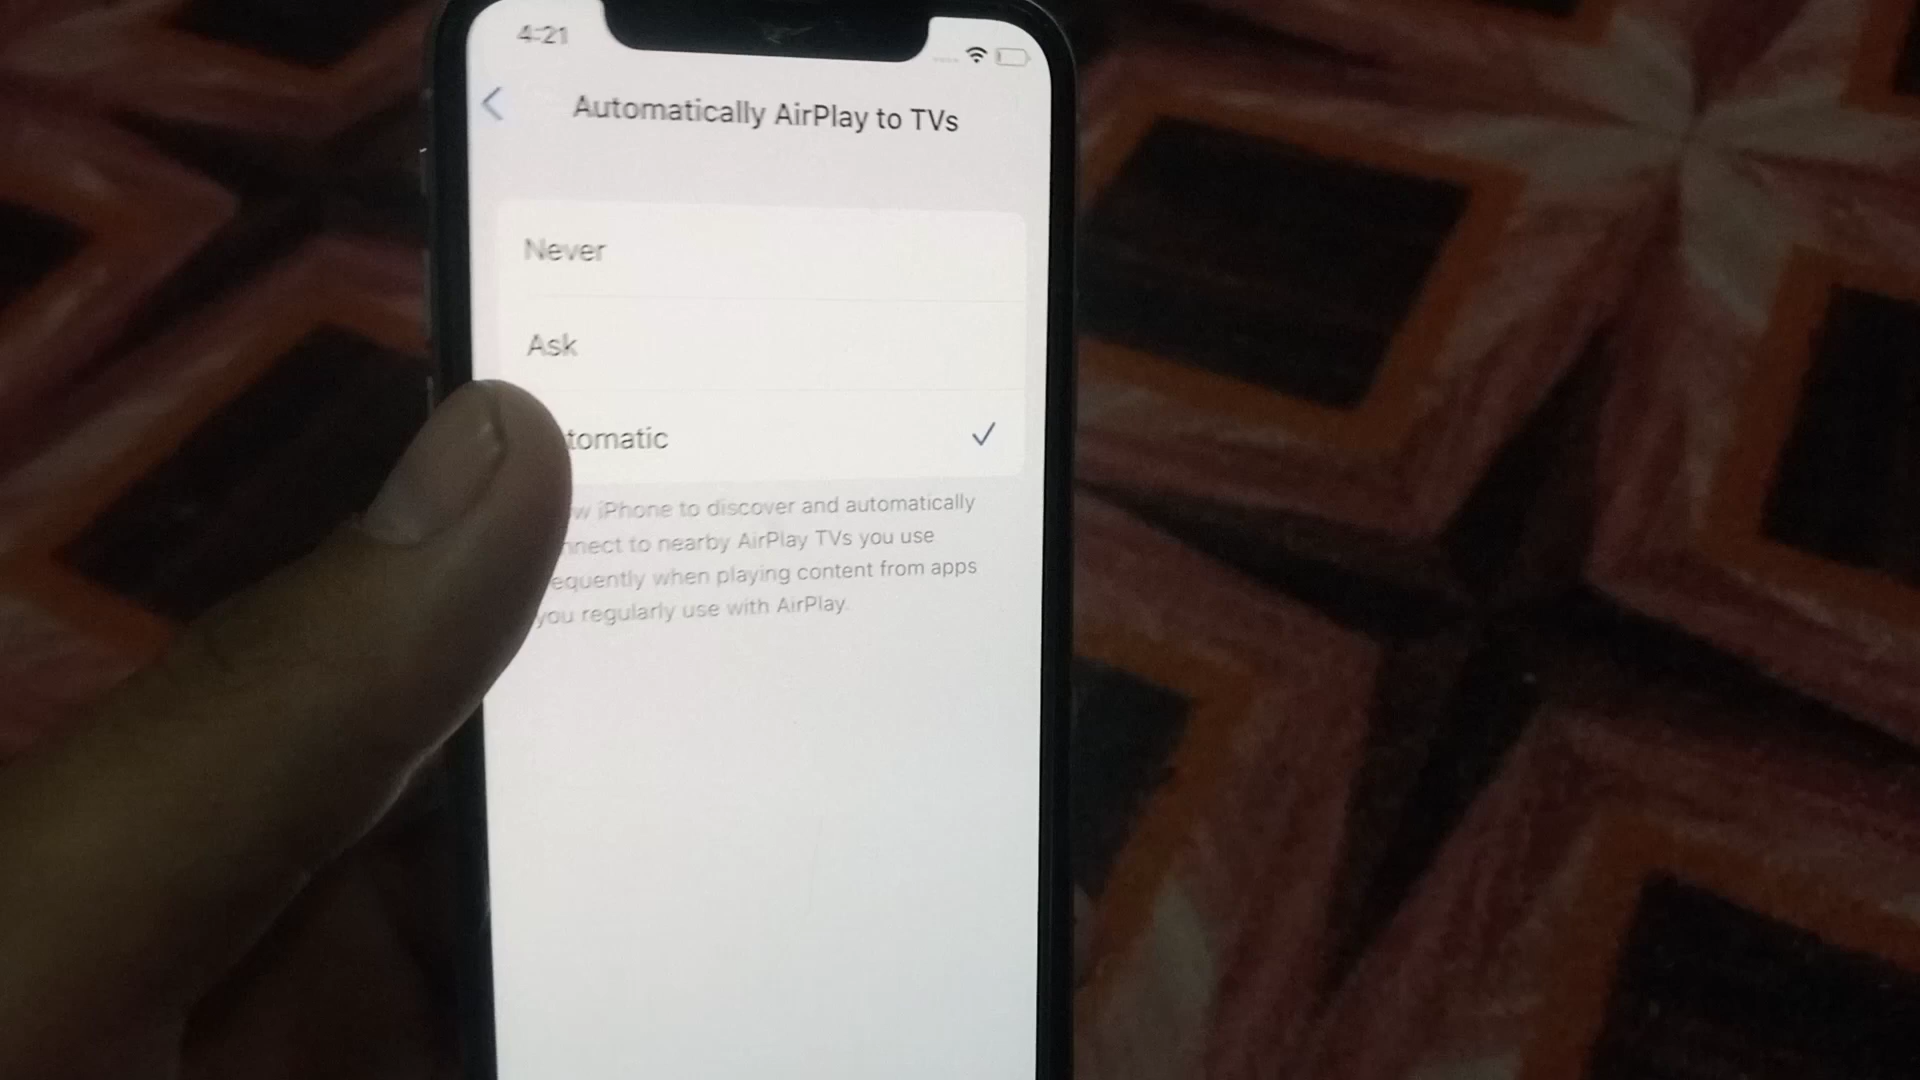 4:21
Automatically AirPlay to TVs
Never
Ask
tomatic
w iPhone to discover and automatically
nnect to nearby AirPlay TVs you use
equently when playing content from apps
you regularly use with AirPlay.